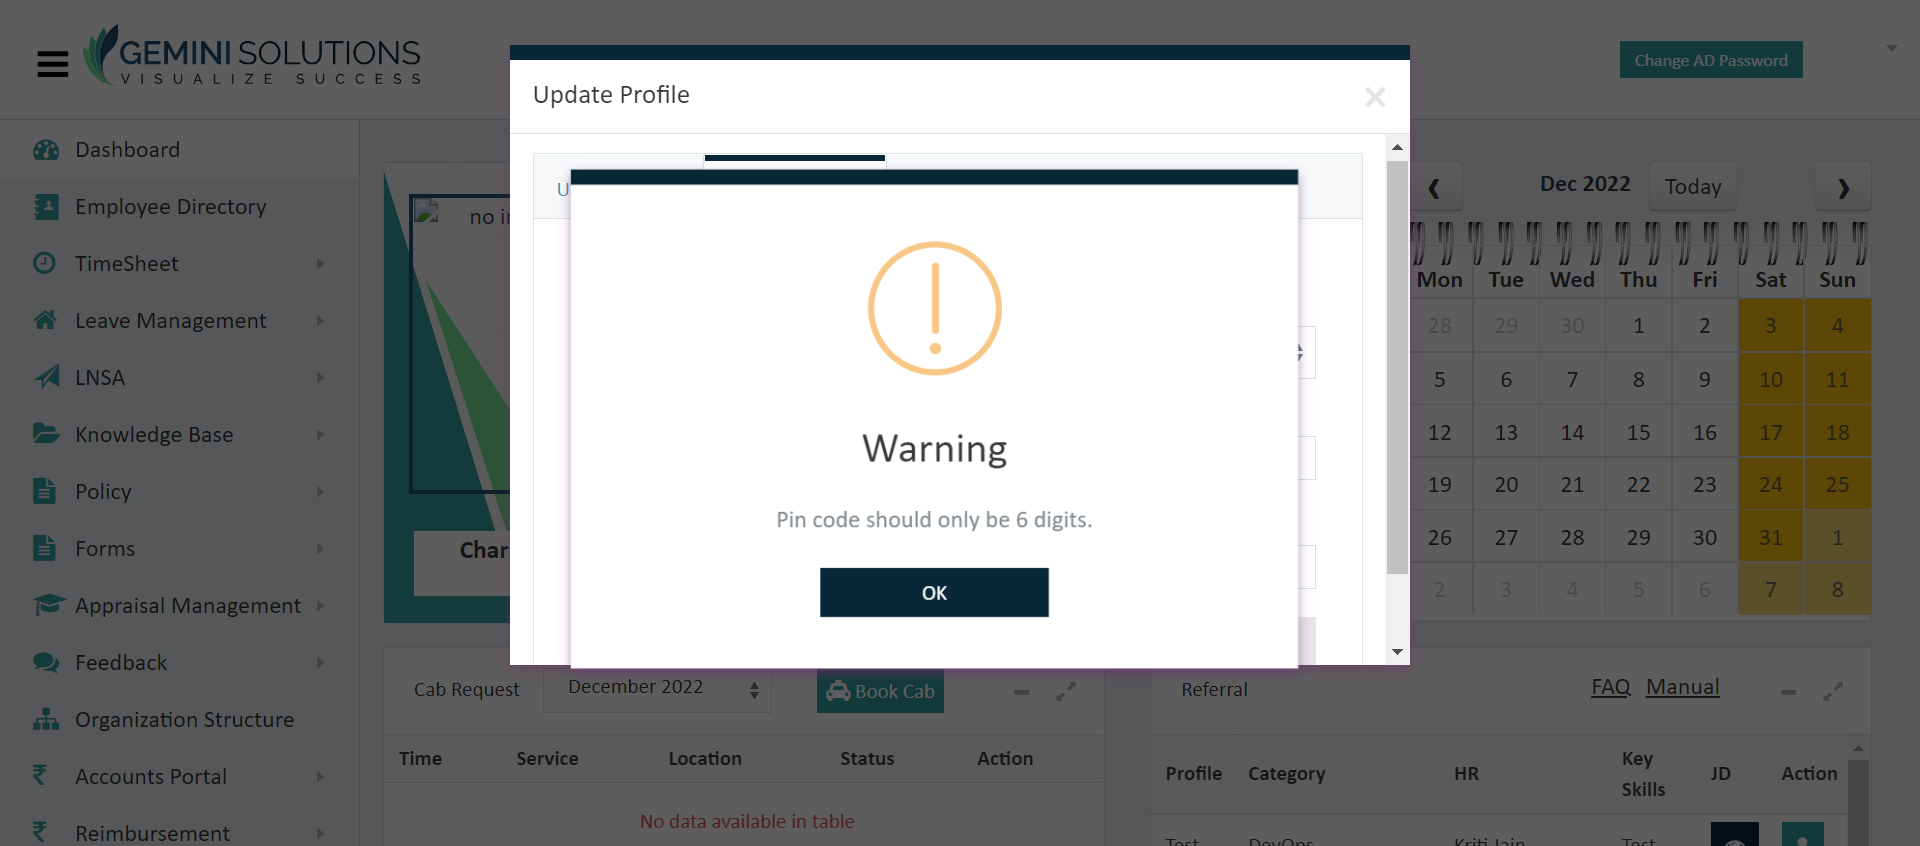 GEMINI SOLUTIONS
VISUALIZE SUCCESS
Change AD Password
Update Profile
Dashboard
Employee Directory
TimeSheet
Leave Management
LNSA
Knowledge Base
Policy
Forms
Appraisal Management
Feedback
Organization Structure
Accounts Portal
Reimbursement
U
no i
Char
Warning
Pin code should only be 6 digits.
OK
Dec 2022
Today
Mon Tue Wed Thu Fri Sat Sun
28 29 30 1 2 3 4
5 6 7 8 9 10 11
12 13 14 15 16 17 18
19 20 21 22 23 24 25
26 27 28 29 30 31 1
2 3 4 5 6 7 8
Cab Request
December 2022
Book Cab
Time Service Location Status Action
No data available in table
Referral
FAQ Manual
Profile Category HR Key Skills JD Action
Test DevOps Kriti Jain Test